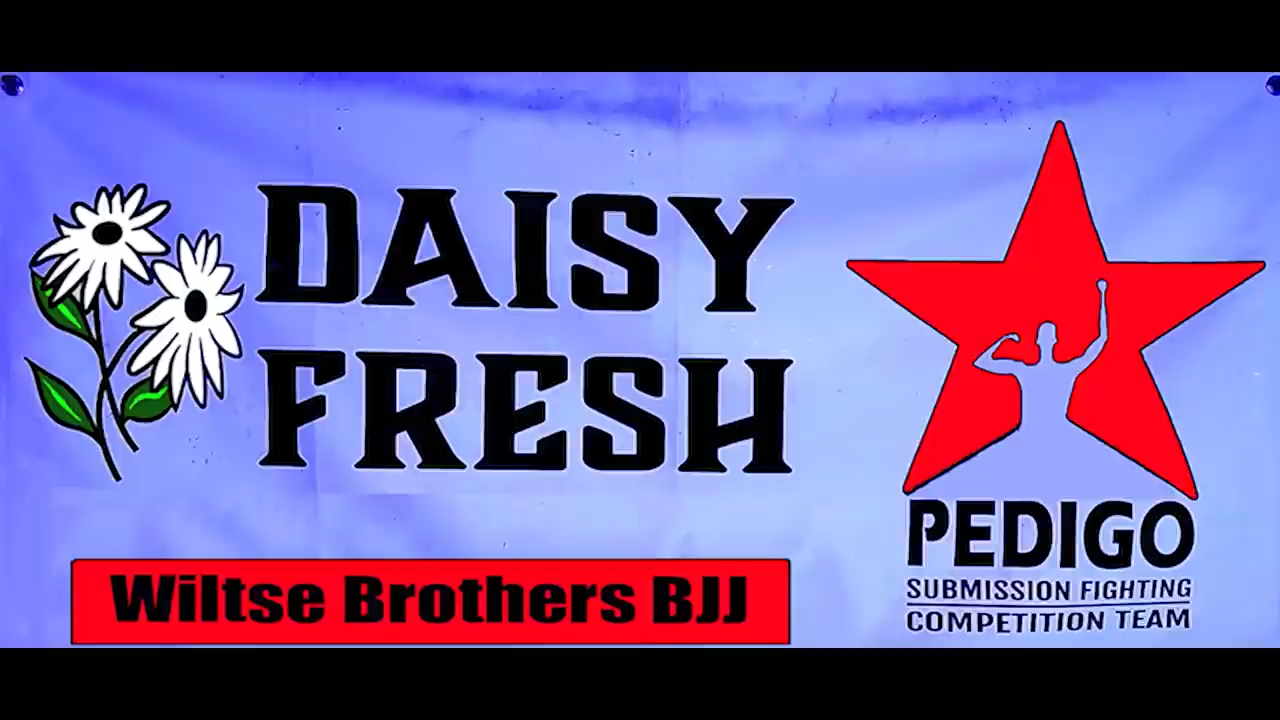 DAISY
FRESH
Wiltse Brothers BJJ
PEDIGO
SUBMISSION FIGHTING
COMPETITION TEAM